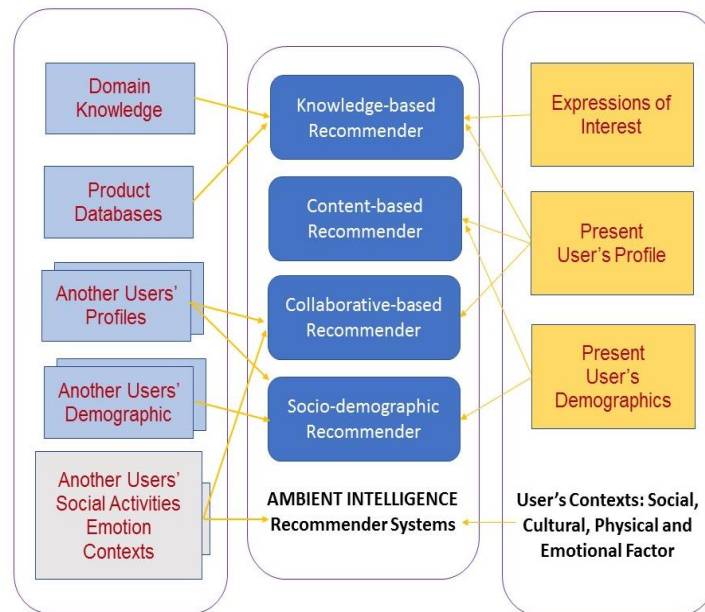 Domain
Knowledge
Product
Databases
Another Users'
Profiles
Another Users'
Demographic
Another Users'
Social Activities
Emotion
Contexts
Knowledge-based
Recommender
Content-based
Recommender
Collaborative-based
Recommender
Socio-demographic
Recommender
AMBIENT INTELLIGENCE
Recommender Systems
Expressions of
Interest
Present
User's Profile
Present
User's
Demographics
User's Contexts: Social,
Cultural, Physical and
Emotional Factor